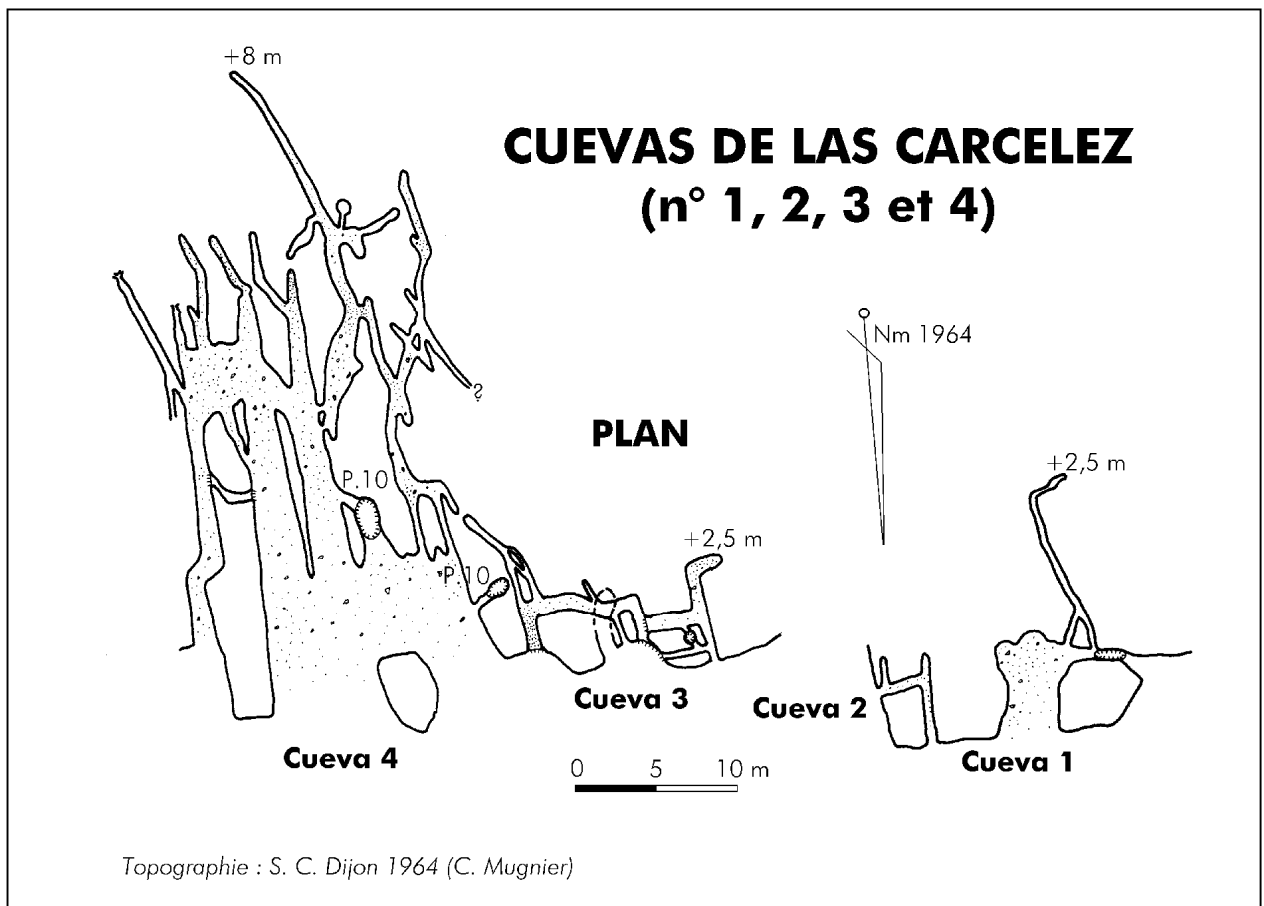 +8 m
CUEVAS DE LAS CARCELEZ
(n° 1, 2, 3 et 4)
Nm 1964
?
PLAN
+2,5 m
P.10
+2,5 m
P.10
Cueva 3
Cueva 2
Cueva 4
Cueva 1
0 5 10 m
Topographie : S. C. Dijon 1964 (C. Mugnier)